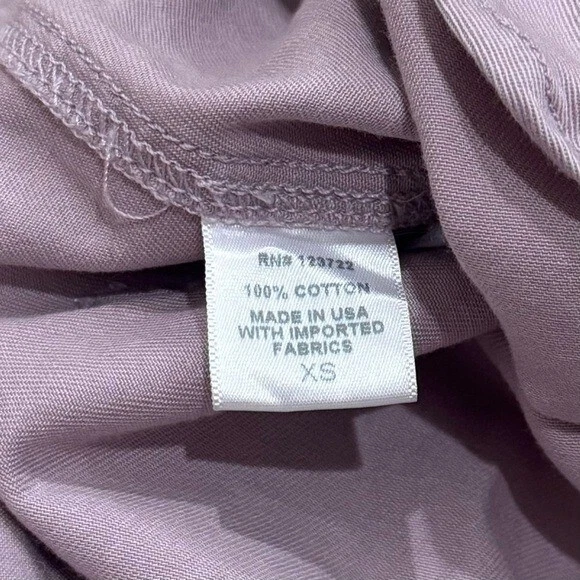 RN# 123722
100% COTTON
MADE IN USA
WITH IMPORTED
FABRICS
XS